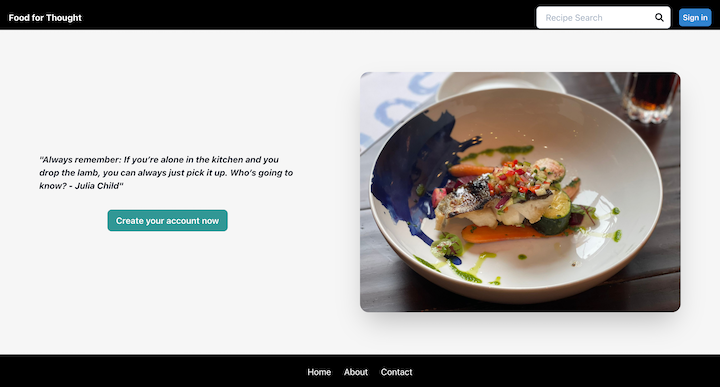 Food for Thought
Recipe Search
Sign in
"Always remember: If you're alone in the kitchen and you
drop the lamb, you can always just pick it up. Who's going to
know? - Julia Child"
Create your account now
Home About Contact